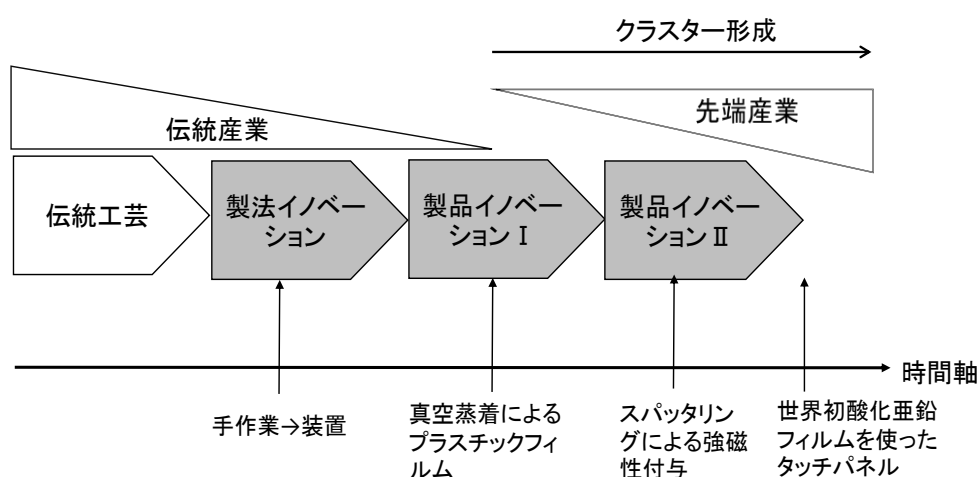 クラスター形成
伝統産業
先端産業
伝統工芸
製法イノベー
ション
製品イノベー
ションⅠ
製品イノベー
ションⅡ
時間軸
手作業→装置
真空蒸着による
プラスチックフィ
ルム
スパッタリン
グによる強磁
性付与
世界初酸化亜鉛
フィルムを使った
タッチパネル